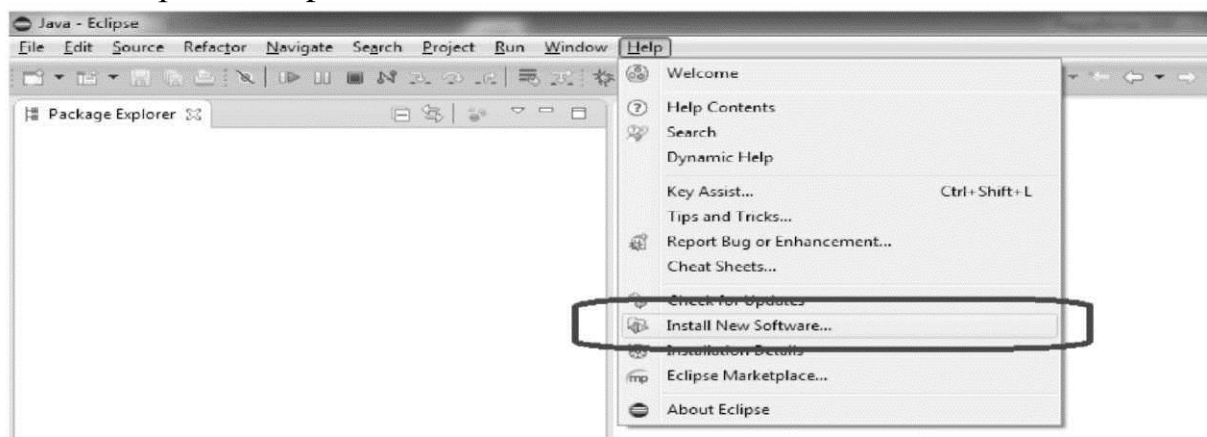 Java - Eclipse
File Edit Source Refactor Navigate Search Project Run Window Help
Welcome
Package Explorer
Help Contents
Search
Dynamic Help
Key Assist... Ctrl+Shift+L
Tips and Tricks...
Report Bug or Enhancement...
Cheat Sheets...
Check for Updates
Install New Software...
Installation Details
mp Eclipse Marketplace...
About Eclipse